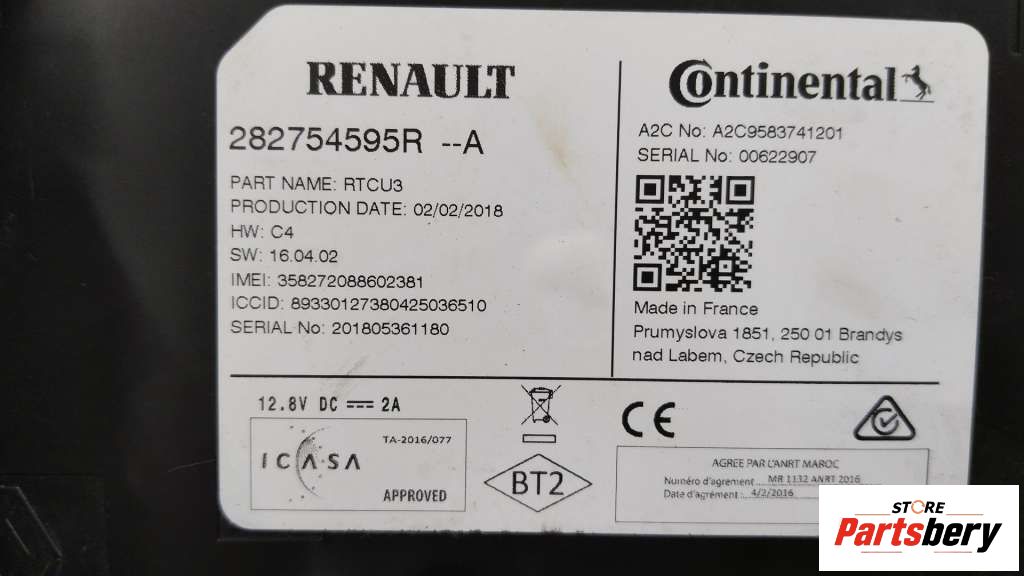 RENAULT
282754595R --A
PART NAME: RTCU3
PRODUCTION DATE: 02/02/2018
HW: C4
SW: 16.04.02
IMEI: 358272088602381
ICCID: 89330127380425036510
SERIAL No: 201805361180
Continental
A2C No: A2C9583741201
SERIAL No: 00622907
Made in France
Prumyslova 1851, 250 01 Brandys
nad Labem, Czech Republic
12.8V DC 2A
TA-2016/077
ICASA
APPROVED
BT2
CE
AGREE PAR L'ANRT MAROC
Numéro d'agrément MR 1132 ANRT 2016
Date d'agrément: 4/2/2016
STORE
Partsbery